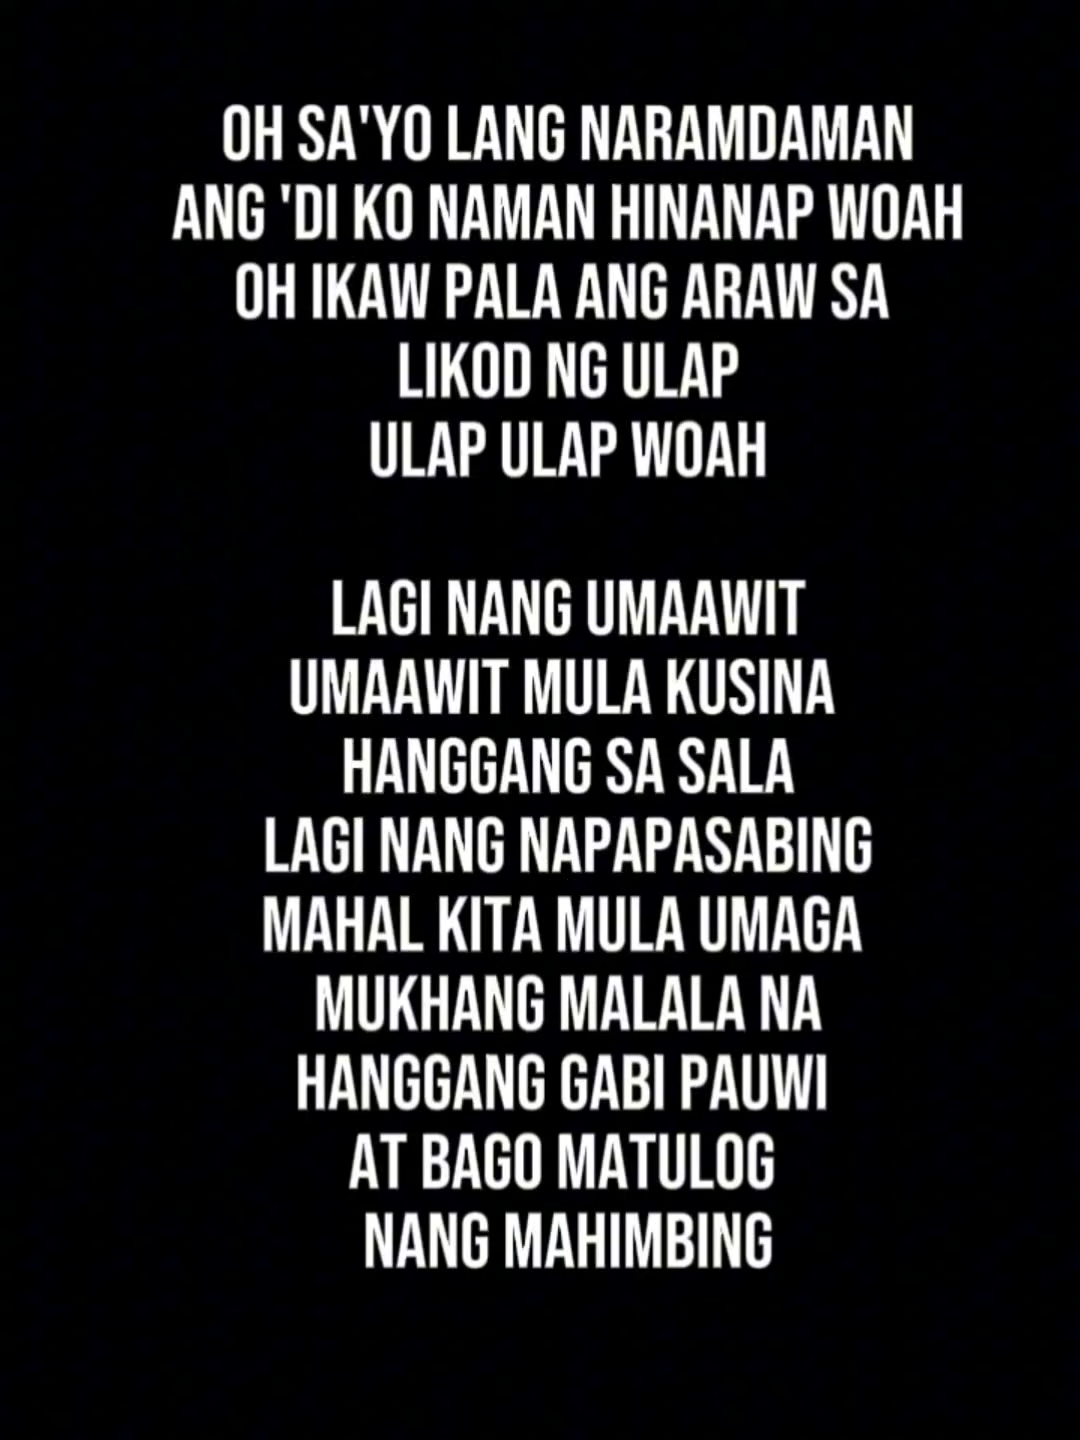 OH SA'YO LANG NARAMDAMAN
ANG 'DI KO NAMAN HINANAP WOAH
OH IKAW PALA ANG ARAW SA
LIKOD NG ULAP
ULAP ULAP WOAH
LAGI NANG UMAAWIT
UMAAWIT MULA KUSINA
HANGGANG SA SALA
LAGI NANG NAPAPASABING
MAHAL KITA MULA UMAGA
MUKHANG MALALA NA
HANGGANG GABI PAUWI
AT BAGO MATULOG
NANG MAHIMBING